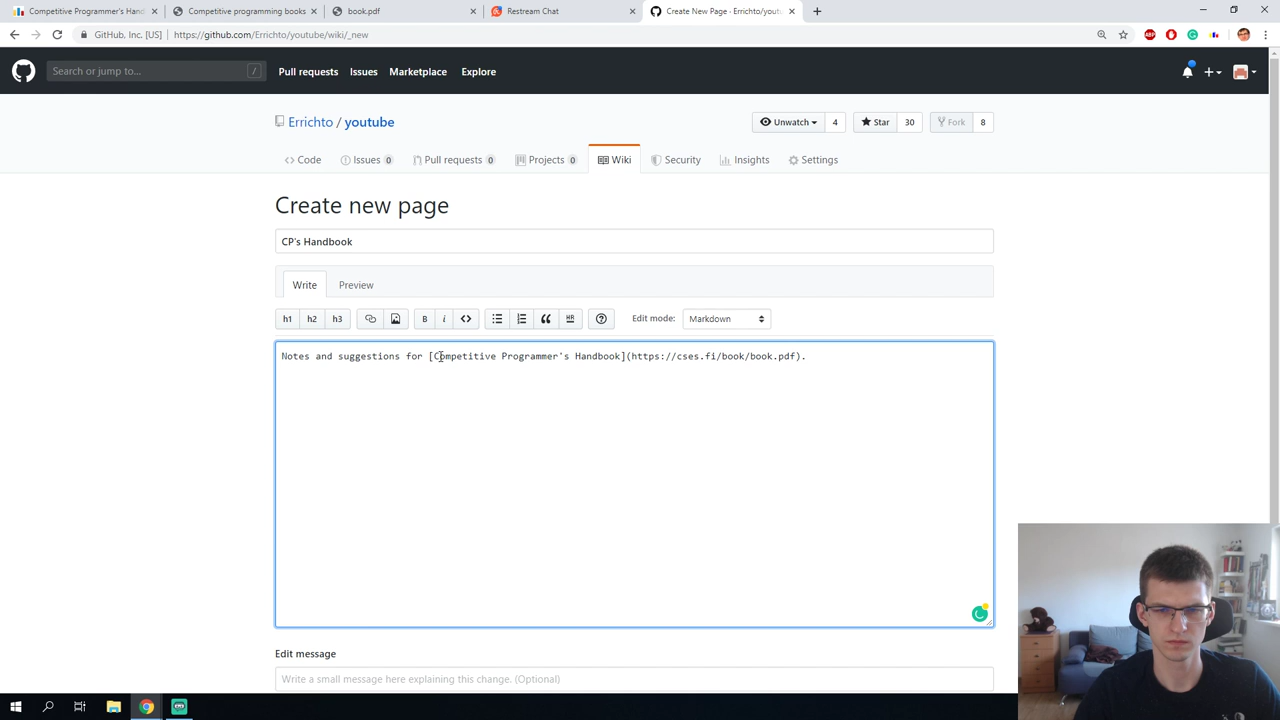 Competitive Programmer's Hand
Competitive programming books
book.pdf
Restream Chat
Create New Page · Errichto/yout
GitHub, Inc. [US]
https://github.com/Errichto/youtube/wiki/_new
Search or jump to...
/
Pull requests
Issues
Marketplace
Explore
Errichto / youtube
Unwatch
4
Star
30
Fork
8
Code
Issues 0
Pull requests 0
Projects 0
Wiki
Security
Insights
Settings
Create new page
CP's Handbook
Write
Preview
h1
h2
h3
B
i
Edit mode:
Markdown
Notes and suggestions for [Competitive Programmer's Handbook](https://cses.fi/book/book.pdf).
Edit message
Write a small message here explaining this change. (Optional)